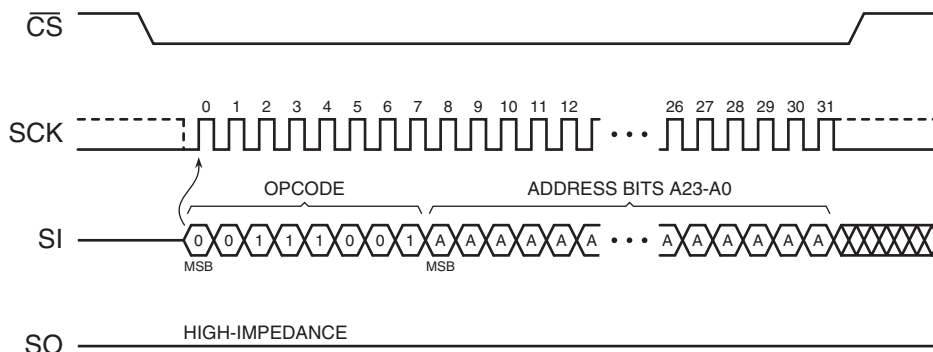 CS
0 1 2 3 4 5 6 7 8 9 10 11 12 26 27 28 29 30 31
SCK
OPCODE ADDRESS BITS A23-A0
SI 0 0 1 1 1 0 0 1 A A A A A A A A A A A A
MSB MSB
HIGH-IMPEDANCE
SO